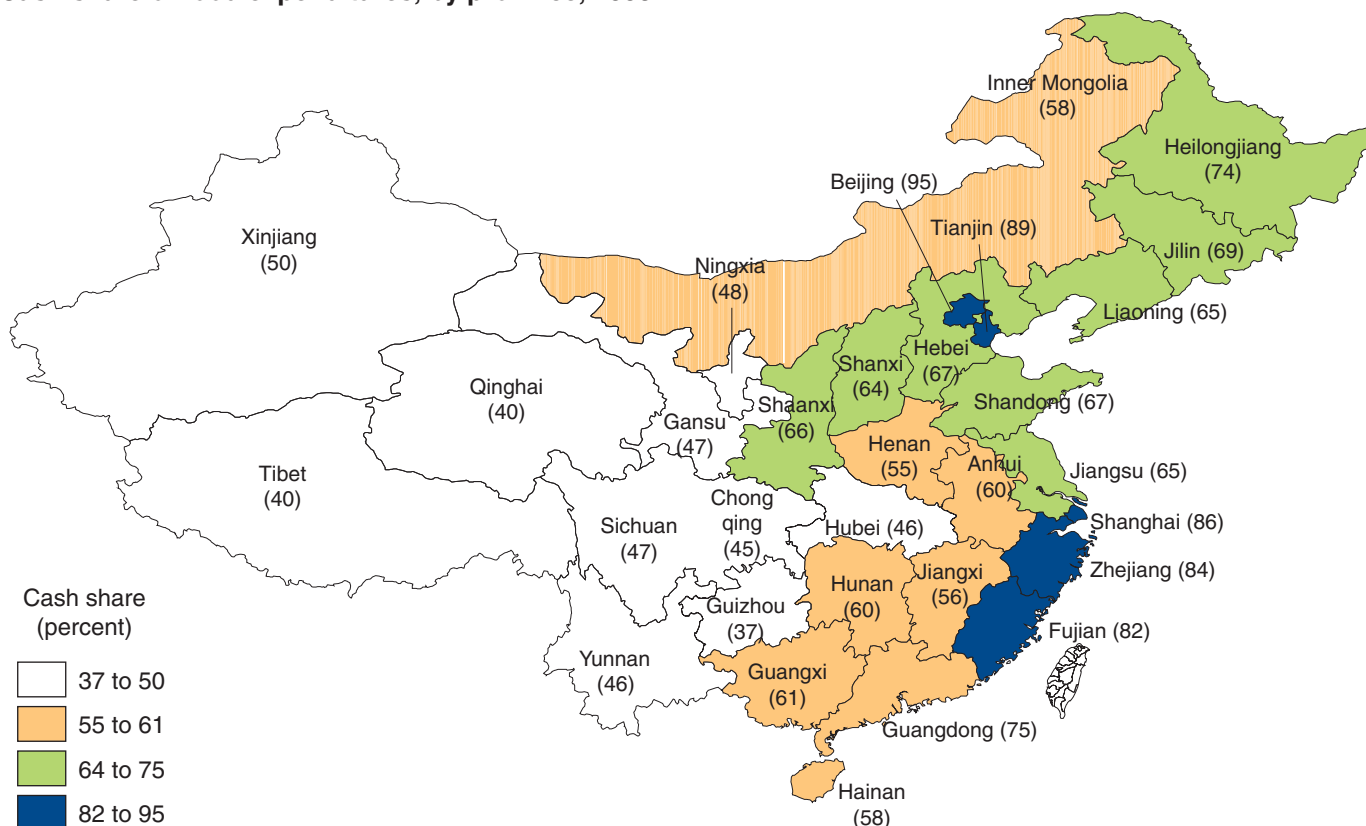 Inner Mongolia
(58)
Heilongjiang
(74)
Beijing (95)
Tianjin (89)
Xinjiang
(50)
Jilin (69)
Ningxia
(48)
Liaoning (65)
Hebei
(67)
Shanxi
(64)
Qinghai
(40)
Shandong (67)
Shaanxi
(66)
Gansu
(47)
Henan
(55)
Anhui
(60)
Jiangsu (65)
Tibet
(40)
Chong
qing
(45)
Sichuan
(47)
Hubei (46)
Shanghai (86)
Zhejiang (84)
Jiangxi
(56)
Hunan
(60)
Guizhou
(37)
Fujian (82)
Yunnan
(46)
Guangxi
(61)
Guangdong (75)
Hainan
(58)
Cash share
(percent)
37 to 50
55 to 61
64 to 75
82 to 95